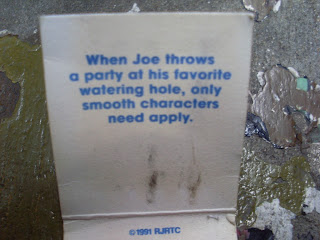 When Joe throws
a party at his favorite
watering hole, only
smooth characters
need apply.
©1991 RJRTC